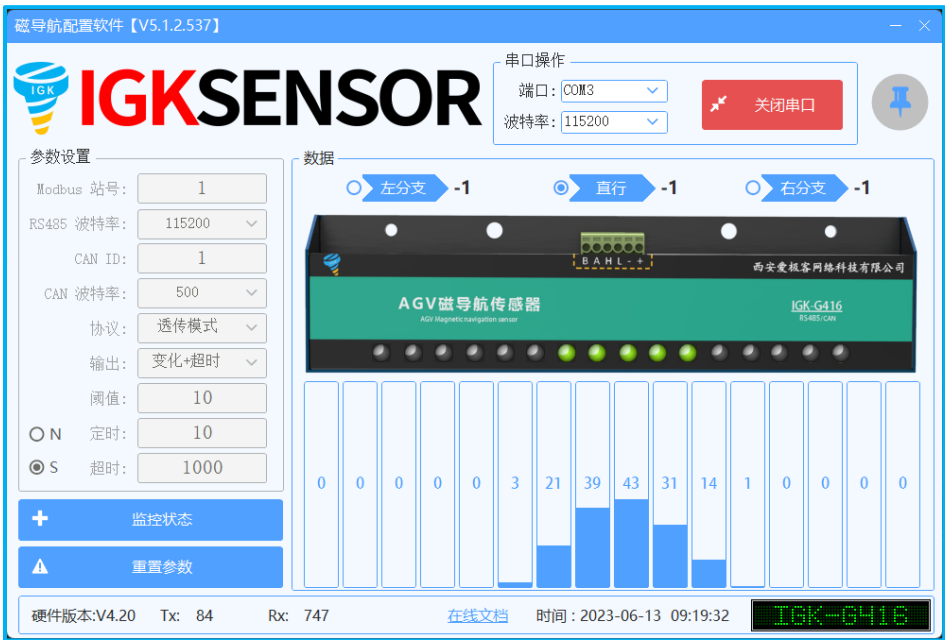 磁导航配置软件【V5.1.2.537】
IGK
IGKSENSOR
串口操作
端口: COM3
波特率: 115200
关闭串口
参数设置
Modbus 站号: 1
RS485 波特率: 115200
CAN ID: 1
CAN 波特率: 500
协议: 透传模式
输出: 变化+超时
阈值: 10
N 定时: 10
S 超时: 1000
监控状态
重置参数
数据
左分支 -1 直行 -1 右分支 -1
B A H L - +
西安爱极客网络科技有限公司
AGV磁导航传感器
AGV Magnetic navigation sensor
IGK-G416
RS485/CAN
0 0 0 0 0 3 21 39 43 31 14 1 0 0 0 0
硬件版本:V4.20 Tx: 84 Rx: 747 在线文档 时间 : 2023-06-13 09:19:32 IGK-G416